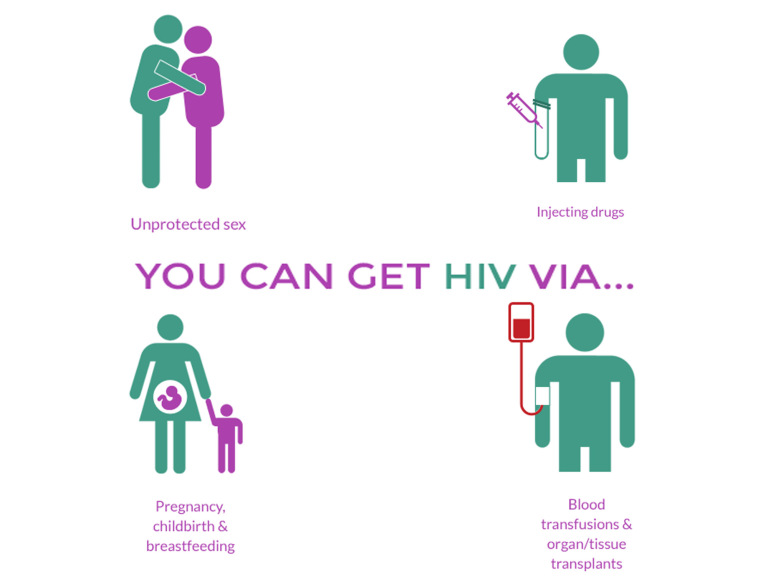 Unprotected sex
Injecting drugs
YOU CAN GET HIV VIA...
Pregnancy,
childbirth &
breastfeeding
Blood
transfusions &
organ/tissue
transplants